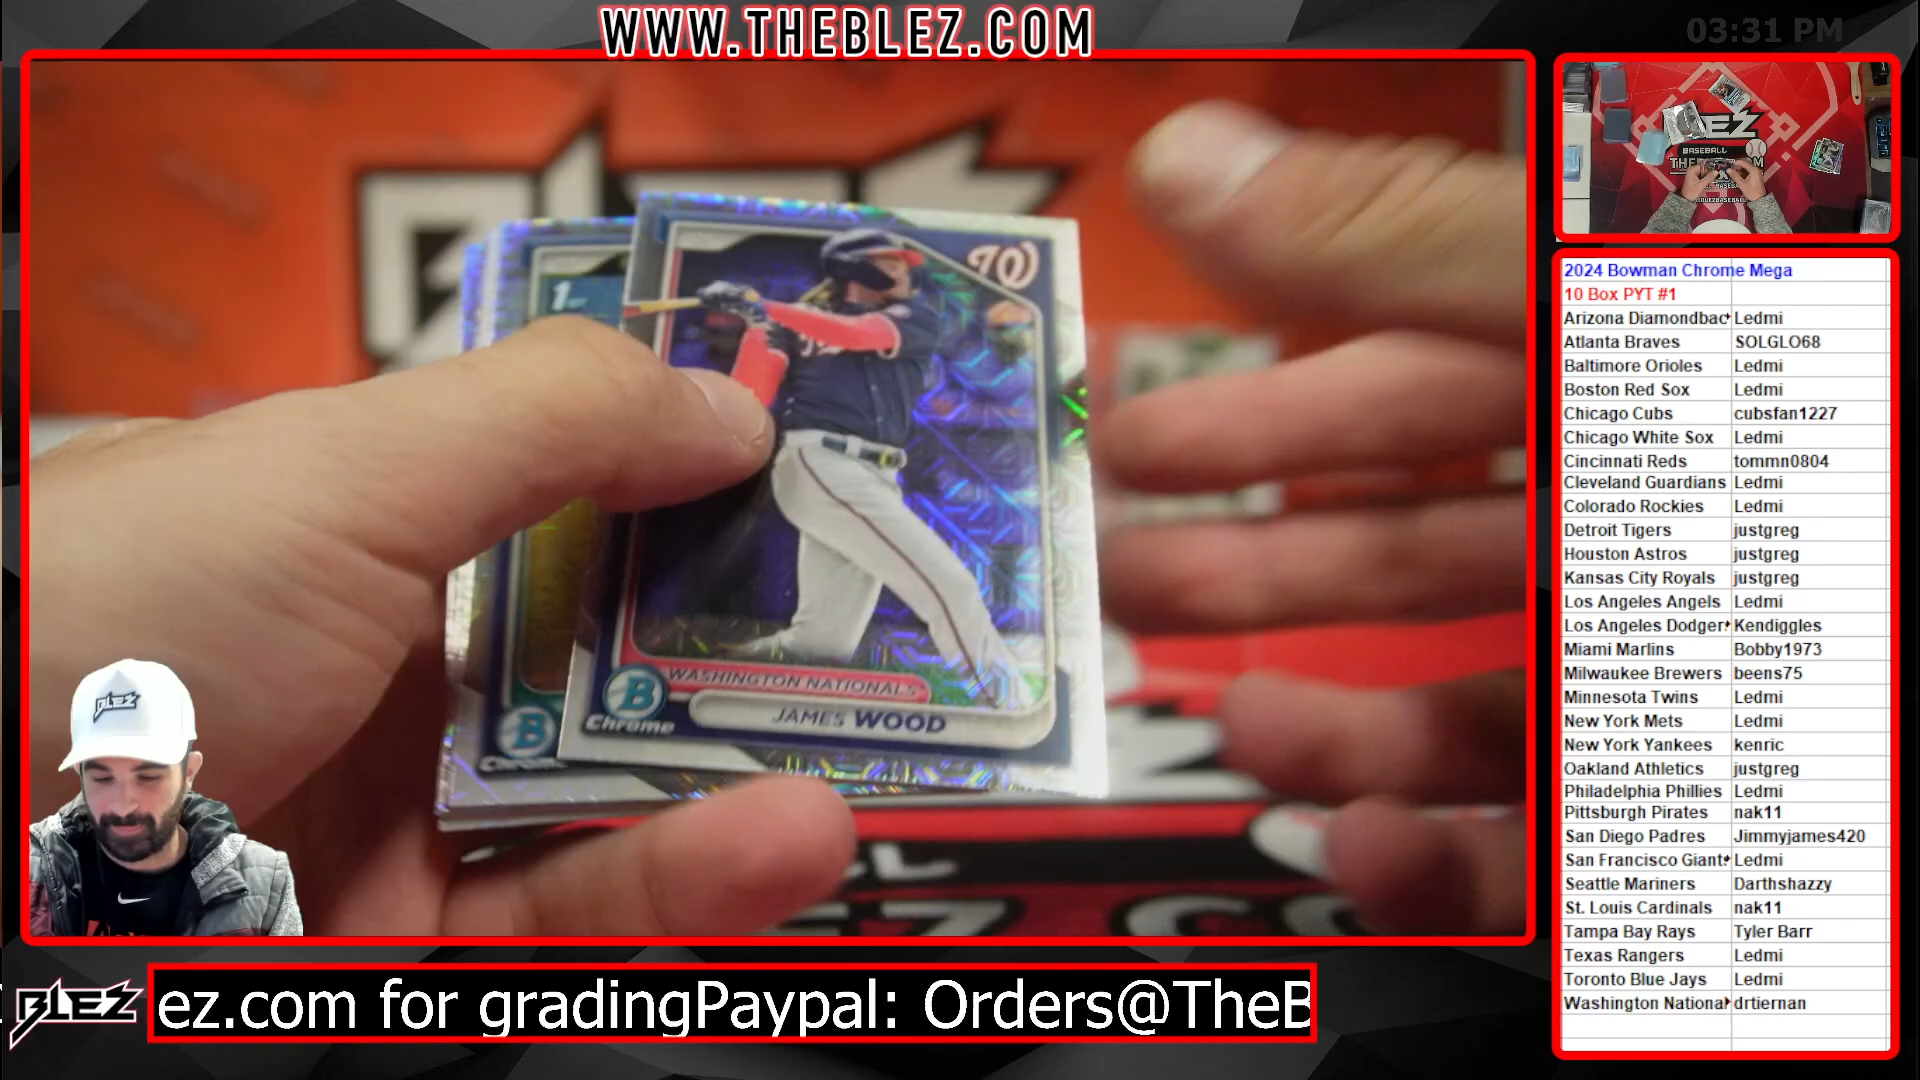 WWW.THEBLEZ.COM
03:31 PM
1st
W
WASHINGTON NATIONALS
JAMES WOOD
B
Chrome
B
BLEZ
BASEBALL
2024 Bowman Chrome Mega
10 Box PYT #1
Arizona Diamondbac Ledmi
Atlanta Braves SOLGLO68
Baltimore Orioles Ledmi
Boston Red Sox Ledmi
Chicago Cubs cubsfan1227
Chicago White Sox Ledmi
Cincinnati Reds tommn0804
Cleveland Guardians Ledmi
Colorado Rockies Ledmi
Detroit Tigers justgreg
Houston Astros justgreg
Kansas City Royals justgreg
Los Angeles Angels Ledmi
Los Angeles Dodger Kendiggles
Miami Marlins Bobby1973
Milwaukee Brewers beens75
Minnesota Twins Ledmi
New York Mets Ledmi
New York Yankees kenric
Oakland Athletics justgreg
Philadelphia Phillies Ledmi
Pittsburgh Pirates nak11
San Diego Padres Jimmyjames420
San Francisco Giant Ledmi
Seattle Mariners Darthshazzy
St. Louis Cardinals nak11
Tampa Bay Rays Tyler Barr
Texas Rangers Ledmi
Toronto Blue Jays Ledmi
Washington Nationa drtiernan
BLEZ
ez.com for gradingPaypal: Orders@TheB